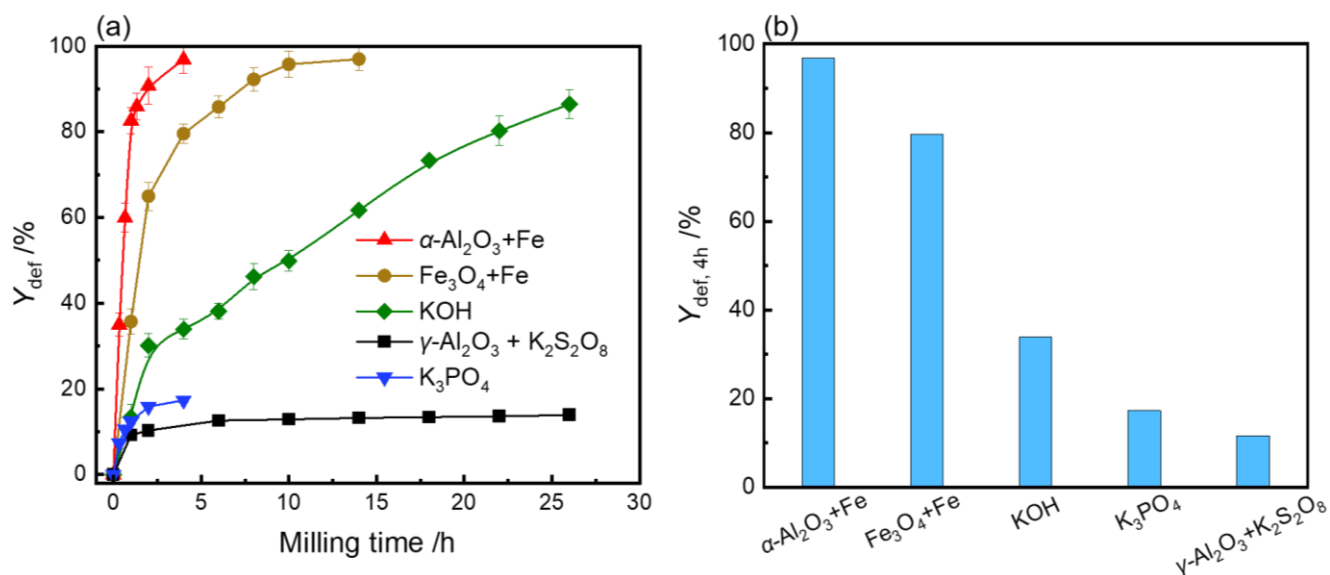 (a)
100
80
60
40
20
0
Y_def /%
0 5 10 15 20 25 30
Milling time /h
α-Al₂O₃+Fe
Fe₃O₄+Fe
KOH
γ-Al₂O₃ + K₂S₂O₈
K₃PO₄
(b)
100
80
60
40
20
0
Y_def, 4h /%
α-Al₂O₃+Fe
Fe₃O₄+Fe
KOH
K₃PO₄
γ-Al₂O₃+K₂S₂O₈